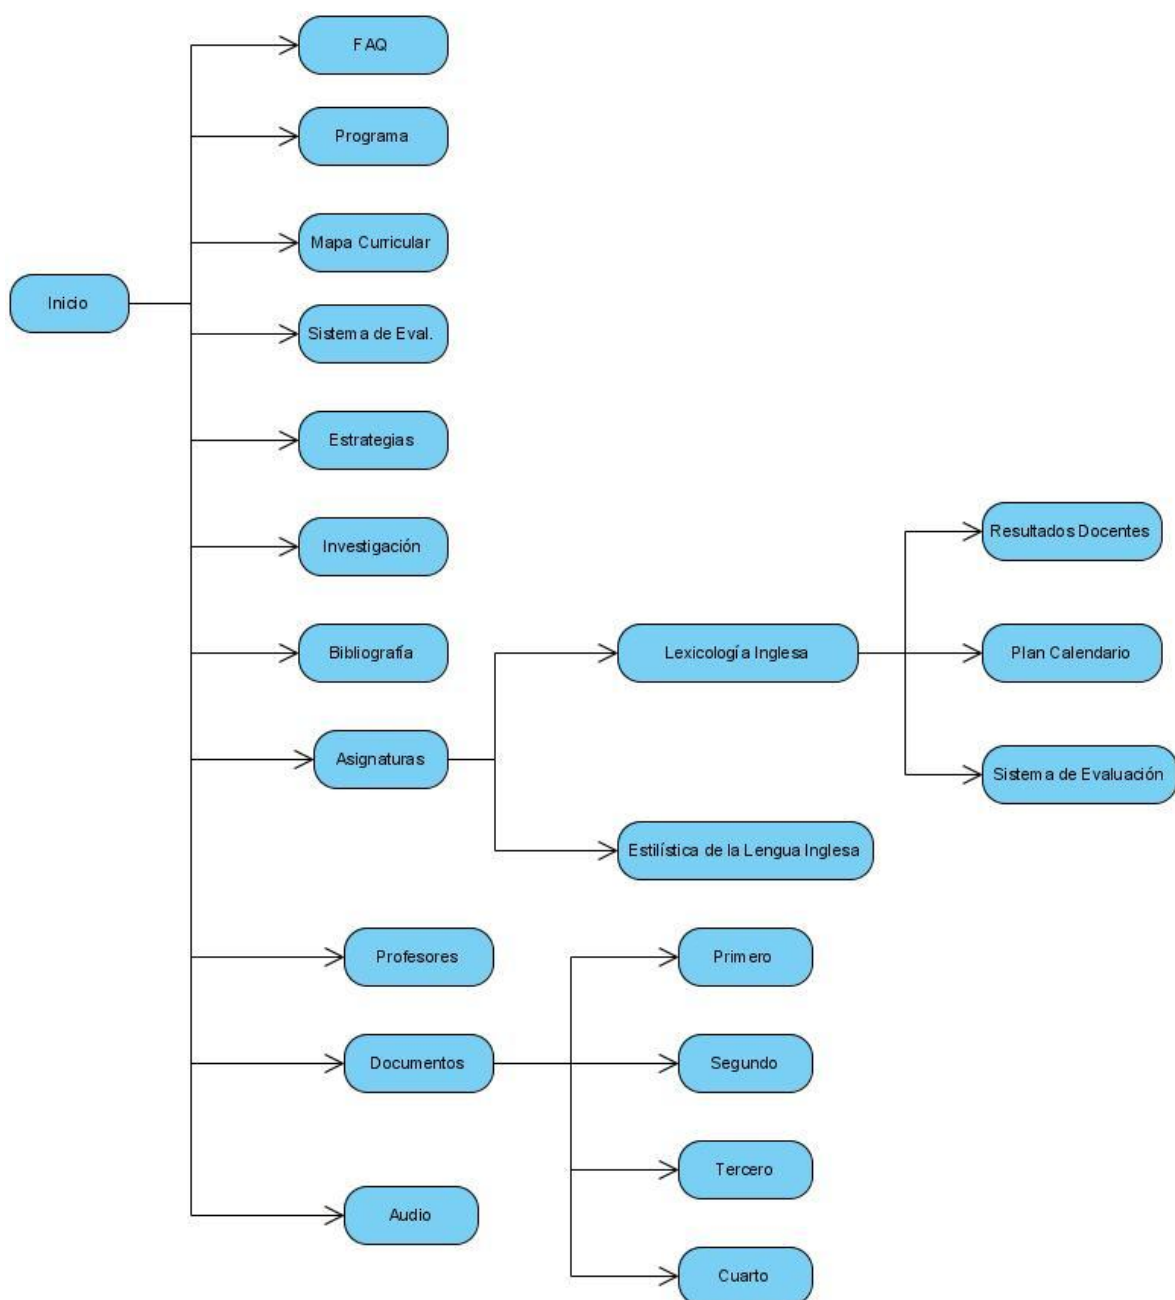 FAQ
Programa
Mapa Curricular
Inicio
Sistema de Eval.
Estrategias
Investigación
Resultados Docentes
Bibliografía
Lexicología Inglesa
Plan Calendario
Asignaturas
Sistema de Evaluación
Estilística de la Lengua Inglesa
Profesores
Primero
Documentos
Segundo
Tercero
Audio
Cuarto